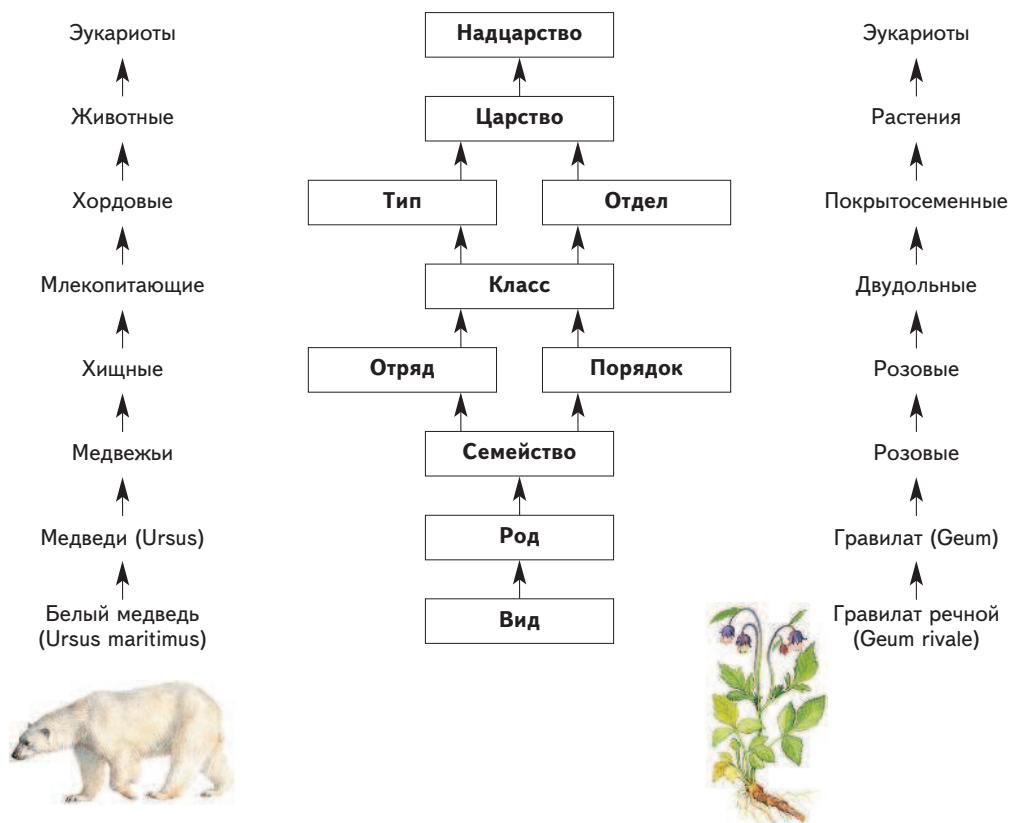 Эукариоты
Животные
Хордовые
Млекопитающие
Хищные
Медвежьи
Медведи (Ursus)
Белый медведь
(Ursus maritimus)
Надцарство
Царство
Тип
Отдел
Класс
Отряд
Порядок
Семейство
Род
Вид
Эукариоты
Растения
Покрытосеменные
Двудольные
Розовые
Розовые
Гравилат (Geum)
Гравилат речной
(Geum rivale)